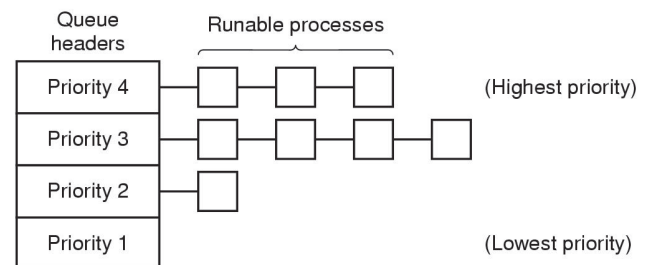 Queue
headers
Runable processes
Priority 4
(Highest priority)
Priority 3
Priority 2
Priority 1
(Lowest priority)